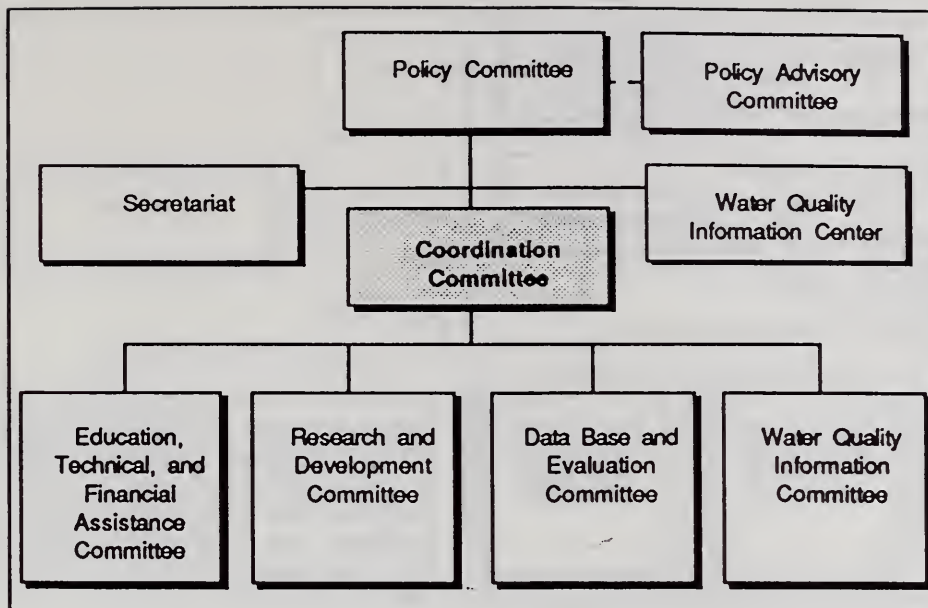 Policy Committee
Policy Advisory
Committee
Secretariat
Water Quality
Information Center
Coordination
Committee
Education,
Technical, and
Financial
Assistance
Committee
Research and
Development
Committee
Data Base and
Evaluation
Committee
Water Quality
Information
Committee